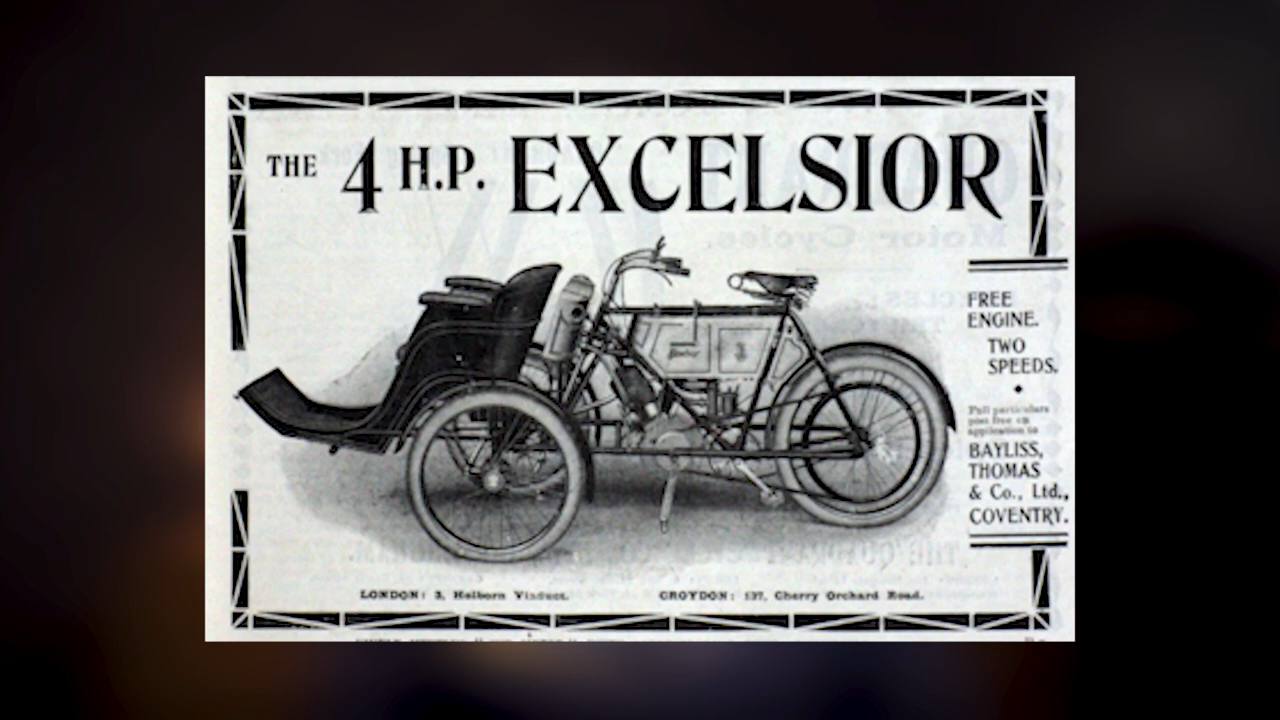 THE 4 H.P. EXCELSIOR
FREE
ENGINE.
TWO
SPEEDS.
Full particulars
post free on
application to
BAYLISS,
THOMAS
& Co., Ltd.,
COVENTRY.
LONDON: 3, Holborn Viaduct.
CROYDON: 137, Cherry Orchard Road.